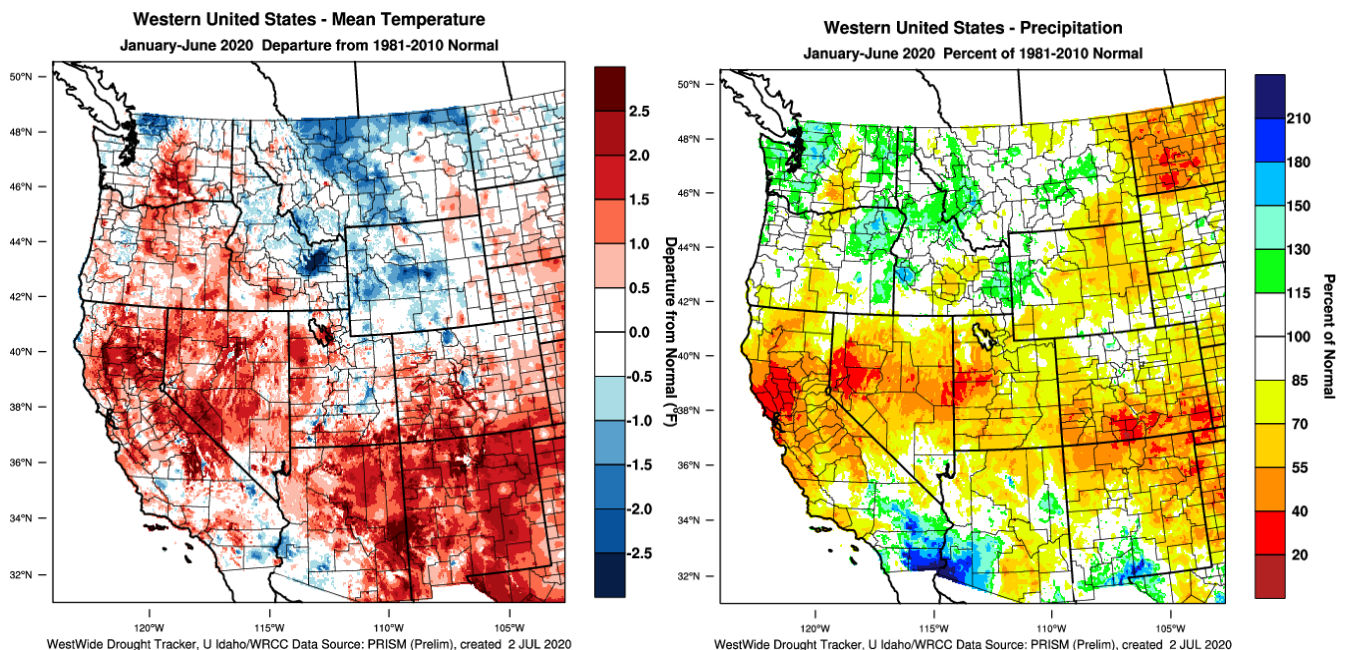 Western United States - Mean Temperature
January-June 2020 Departure from 1981-2010 Normal
50°N
48°N
46°N
44°N
42°N
40°N
38°N
36°N
34°N
32°N
120°W
115°W
110°W
105°W
2.5
2.0
1.5
1.0
0.5
0.0
-0.5
-1.0
-1.5
-2.0
-2.5
Departure from Normal (°F)
WestWide Drought Tracker, U Idaho/WRCC Data Source: PRISM (Prelim), created 2 JUL 2020
Western United States - Precipitation
January-June 2020 Percent of 1981-2010 Normal
50°N
48°N
46°N
44°N
42°N
40°N
38°N
36°N
34°N
32°N
120°W
115°W
110°W
105°W
210
180
150
130
115
100
85
70
55
40
20
Percent of Normal
WestWide Drought Tracker, U Idaho/WRCC Data Source: PRISM (Prelim), created 2 JUL 2020